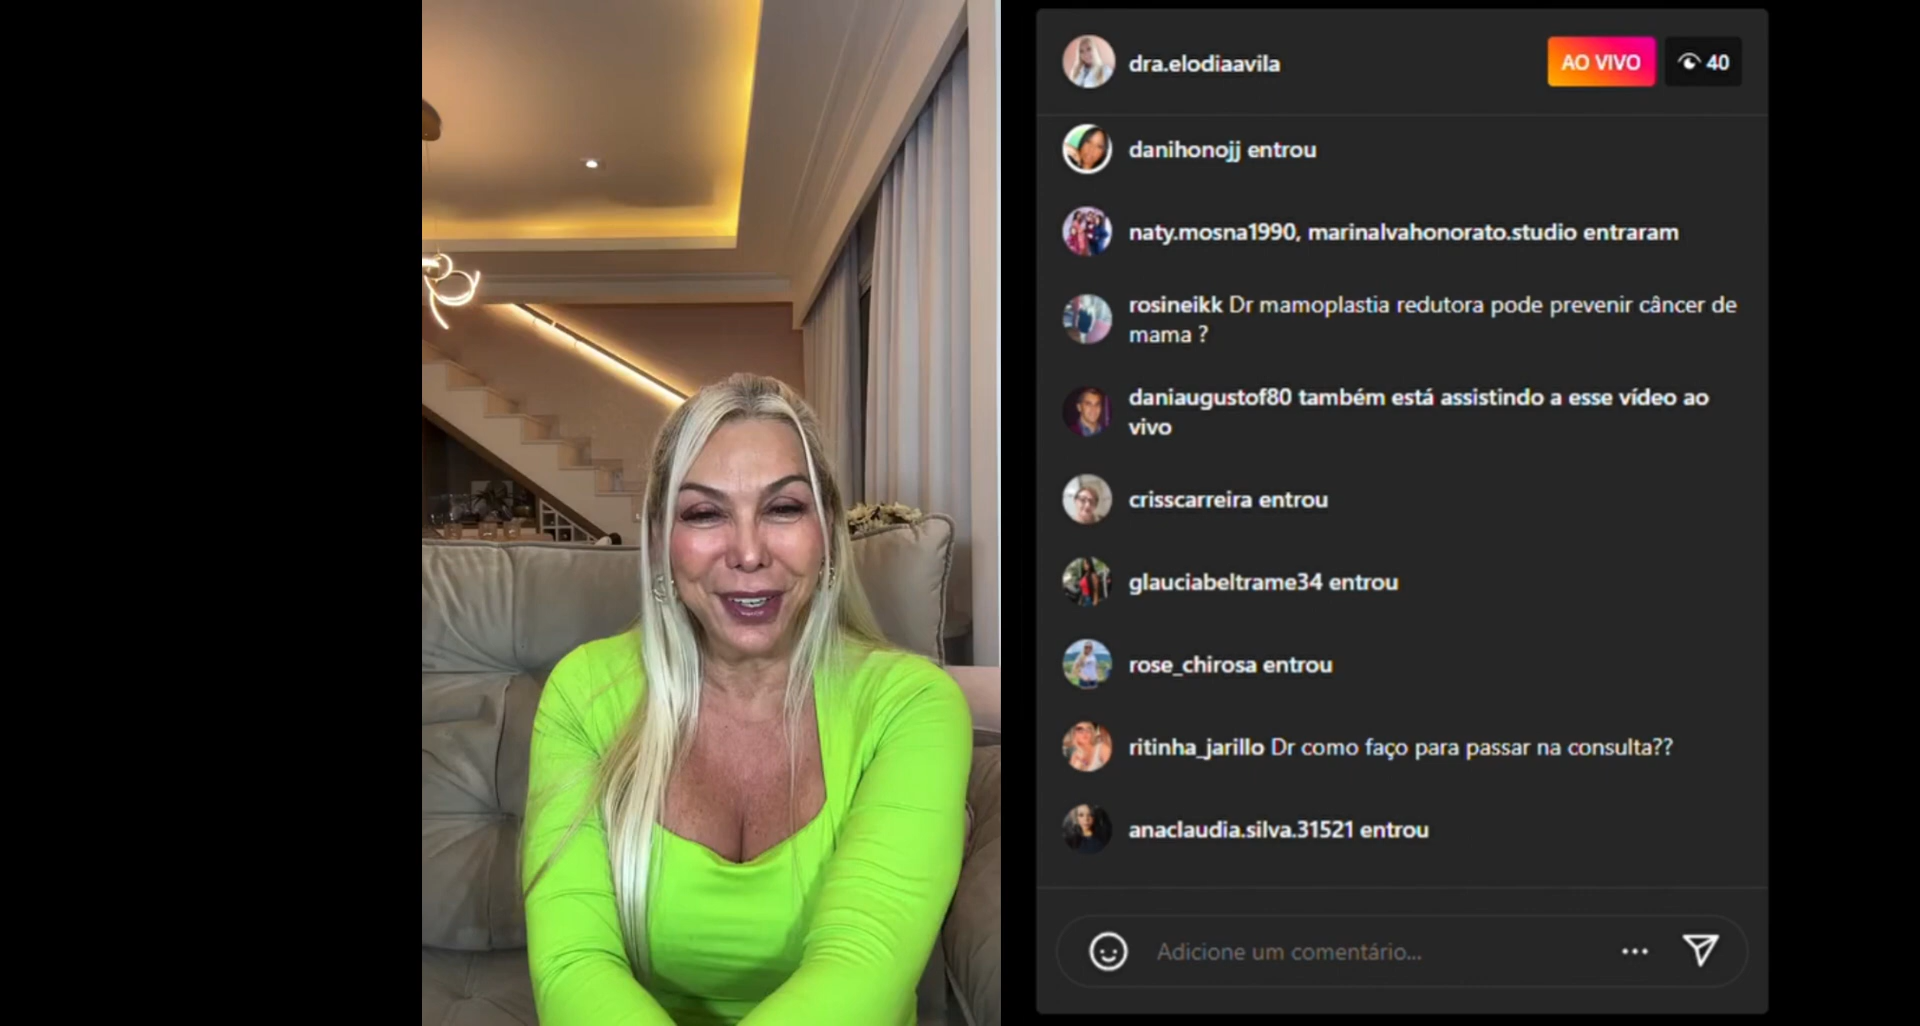 dra.elodiaavila
AO VIVO
40
danihonojj entrou
naty.mosna1990, marinalvahonorato.studio entraram
rosineikk Dr mamoplastia redutora pode prevenir câncer de
mama ?
daniaugustof80 também está assistindo a esse vídeo ao
vivo
crisscarreira entrou
glauciabeltrame34 entrou
rose_chirosa entrou
ritinha_jarillo Dr como faço para passar na consulta??
anaclaudia.silva.31521 entrou
Adicione um comentário...